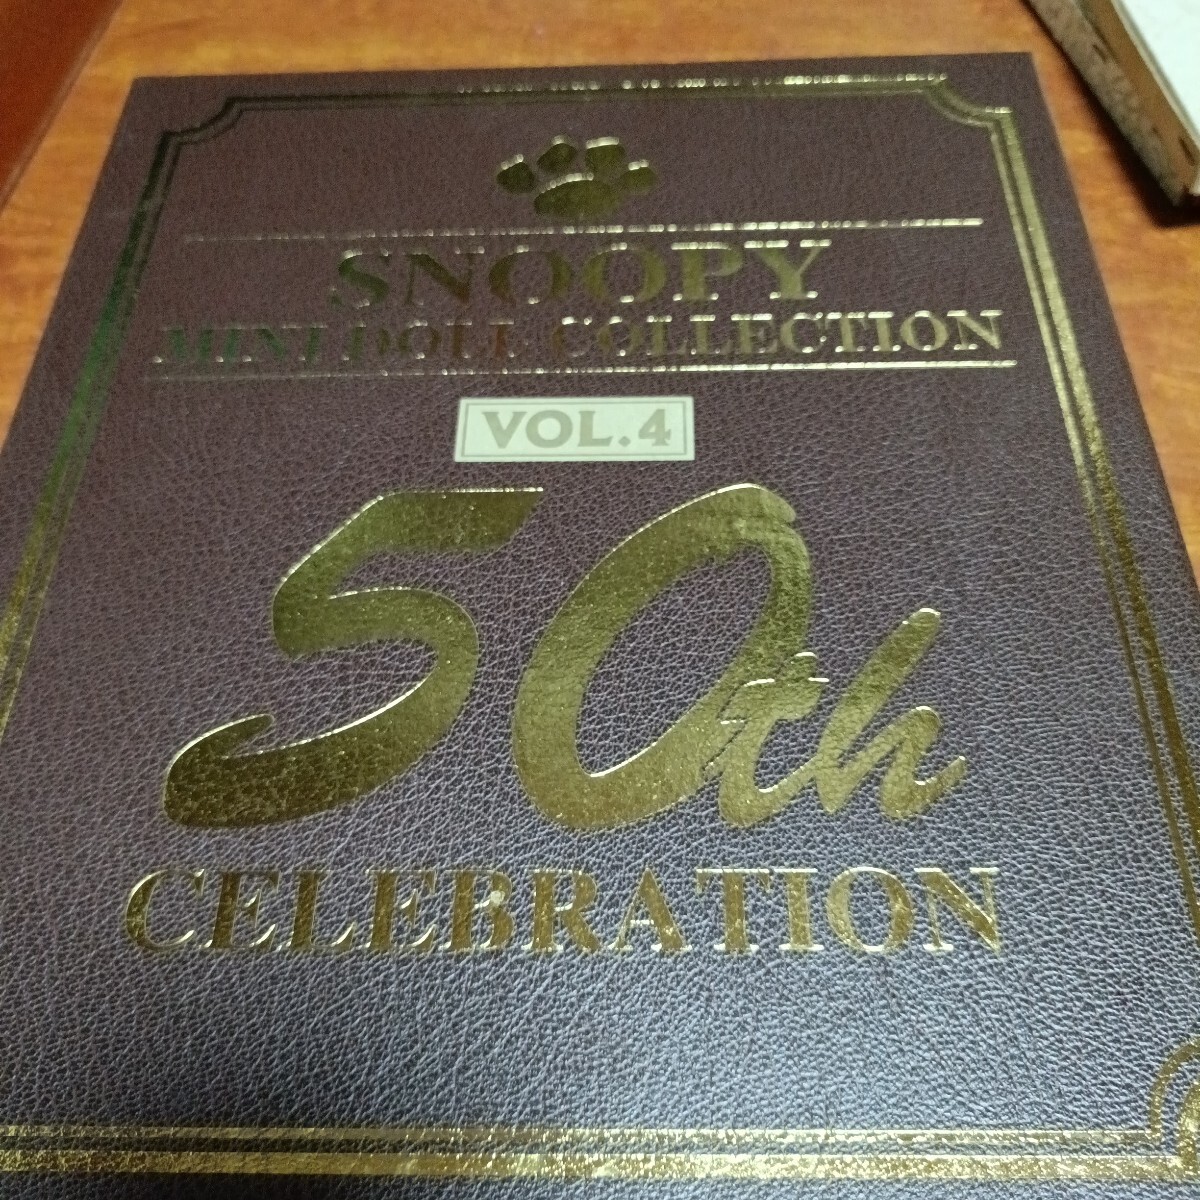 SNOOPY
MINI DOLL COLLECTION
VOL.4
50th
CELEBRATION